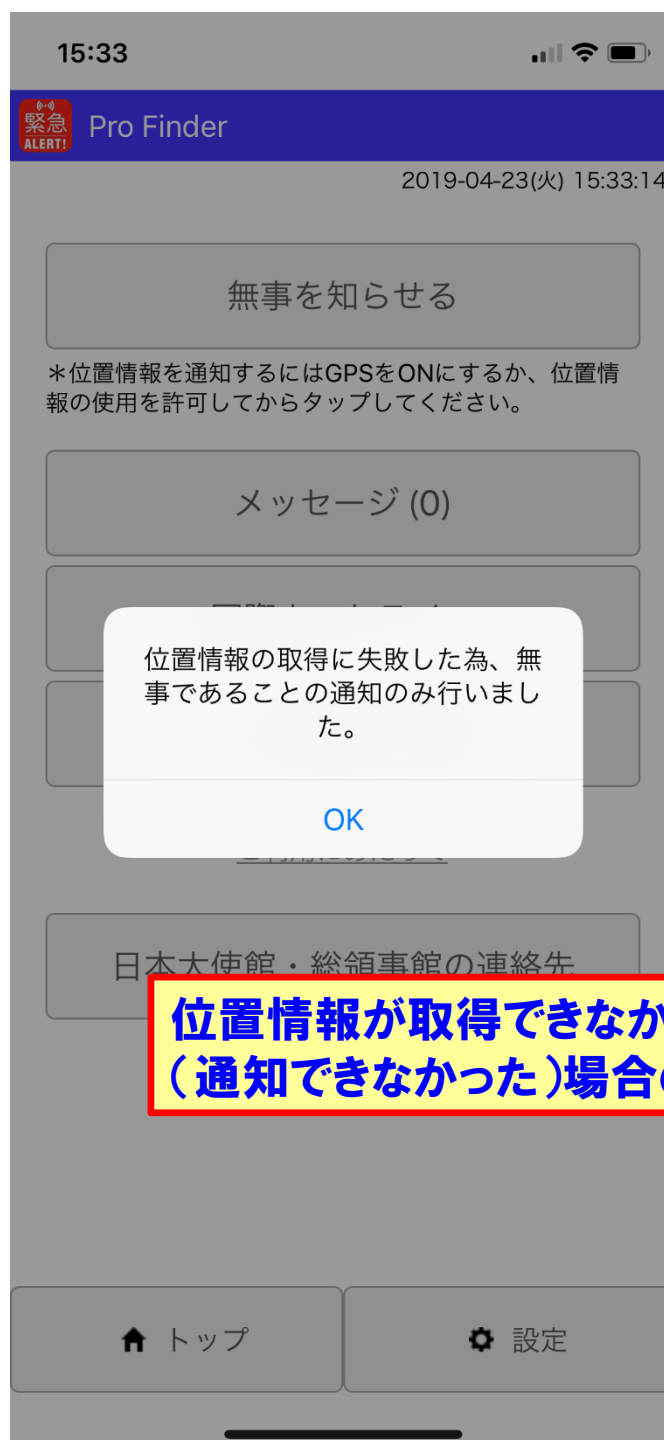 15:33
緊急
ALERT!
Pro Finder
2019-04-23(火) 15:33:14
無事を知らせる
*位置情報を通知するにはGPSをONにするか、位置情
報の使用を許可してからタップしてください。
メッセージ (0)
位置情報の取得に失敗した為、無
事であることの通知のみ行いまし
た。
OK
日本大使館・総領事館の連絡先
位置情報が取得できなか
(通知できなかった)場合
トップ
設定